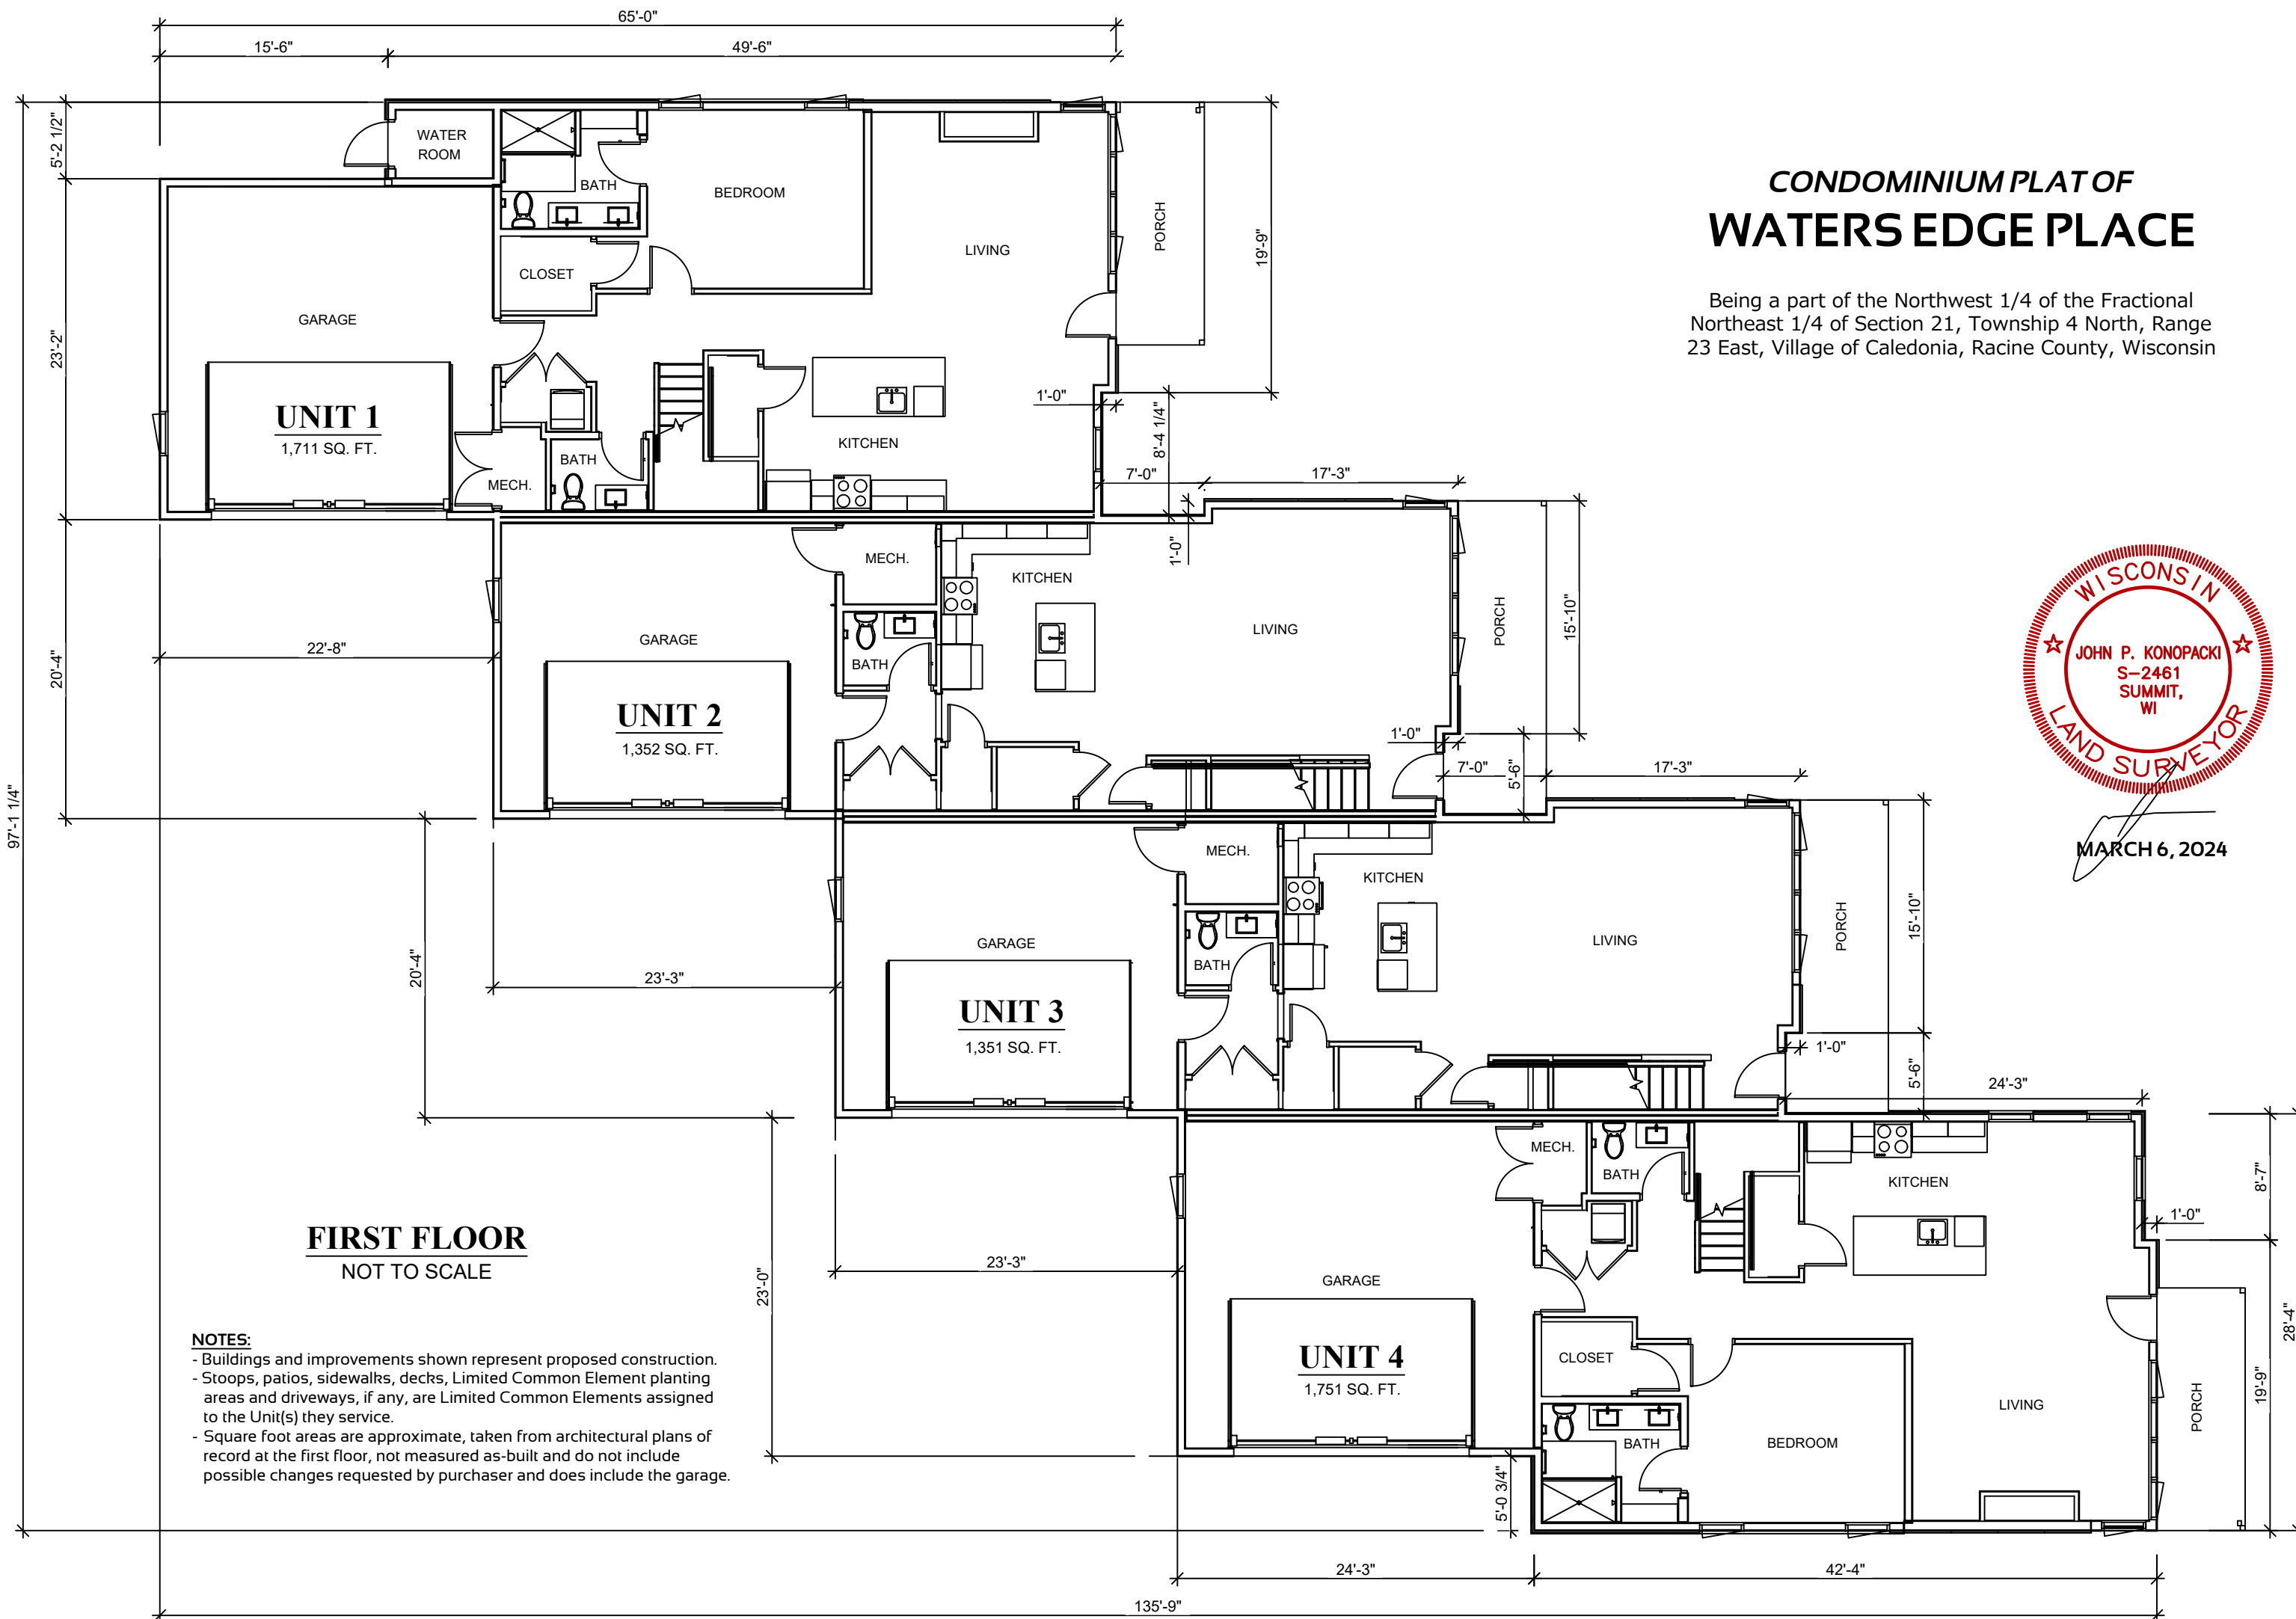 65'-0"
15'-6"
49'-6"
5'-2 1/2"
WATER
ROOM
BATH
BEDROOM
LIVING
PORCH
19'-9"
CLOSET
GARAGE
23'-2"
UNIT 1
1,711 SQ. FT.
MECH.
BATH
KITCHEN
1'-0"
8'-4 1/4"
7'-0"
17'-3"
1'-0"
CONDOMINIUM PLAT OF
WATERS EDGE PLACE
Being a part of the Northwest 1/4 of the Fractional
Northeast 1/4 of Section 21, Township 4 North, Range
23 East, Village of Caledonia, Racine County, Wisconsin
MECH.
KITCHEN
GARAGE
BATH
LIVING
PORCH
15'-10"
22'-8"
20'-4"
UNIT 2
1,352 SQ. FT.
1'-0"
7'-0"
5'-6"
17'-3"
97'-1 1/4"
WISCONSIN
JOHN P. KONOPACKI
S-2461
SUMMIT,
WI
LAND SURVEYOR
MARCH 6, 2024
MECH.
KITCHEN
GARAGE
BATH
LIVING
PORCH
15'-10"
20'-4"
23'-3"
UNIT 3
1,351 SQ. FT.
1'-0"
5'-6"
24'-3"
MECH.
BATH
KITCHEN
8'-7"
1'-0"
FIRST FLOOR
NOT TO SCALE
23'-0"
23'-3"
GARAGE
28'-4"
UNIT 4
1,751 SQ. FT.
CLOSET
BATH
BEDROOM
LIVING
PORCH
19'-9"
5'-0 3/4"
NOTES:
- Buildings and improvements shown represent proposed construction.
- Stoops, patios, sidewalks, decks, Limited Common Element planting
areas and driveways, if any, are Limited Common Elements assigned
to the Unit(s) they service.
- Square foot areas are approximate, taken from architectural plans of
record at the first floor, not measured as-built and do not include
possible changes requested by purchaser and does include the garage.
24'-3"
42'-4"
135'-9"